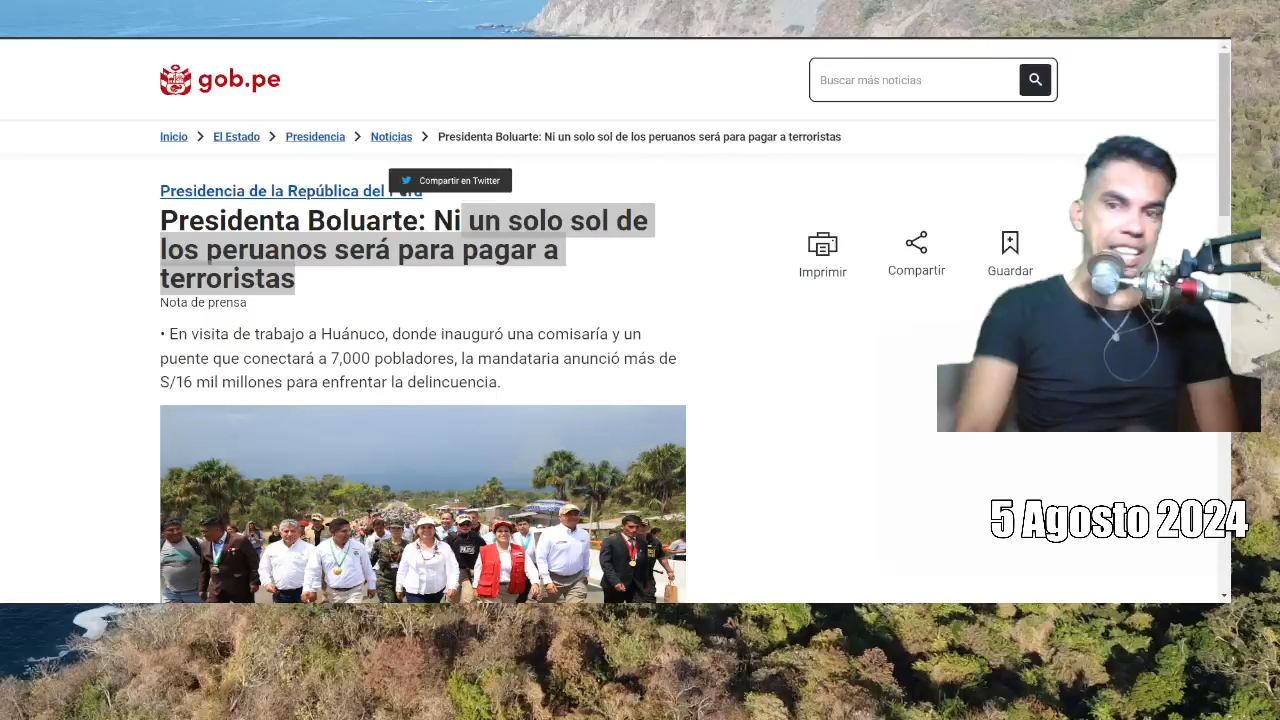 gob.pe
Buscar más noticias
Inicio
El Estado
Presidencia
Noticias
Presidenta Boluarte: Ni un solo sol de los peruanos será para pagar a terroristas
Compartir en Twitter
Presidencia de la República del
Presidenta Boluarte: Ni un solo sol de
los peruanos será para pagar a
terroristas
Nota de prensa
• En visita de trabajo a Huánuco, donde inauguró una comisaría y un
puente que conectará a 7,000 pobladores, la mandataria anunció más de
S/16 mil millones para enfrentar la delincuencia.
Imprimir
Compartir
Guardar
5 Agosto 2024